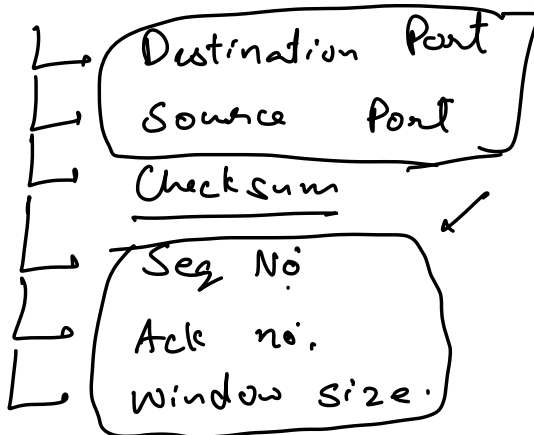 Destination Port
Source Port
Checksum
Seq No
Ack no.
window size.